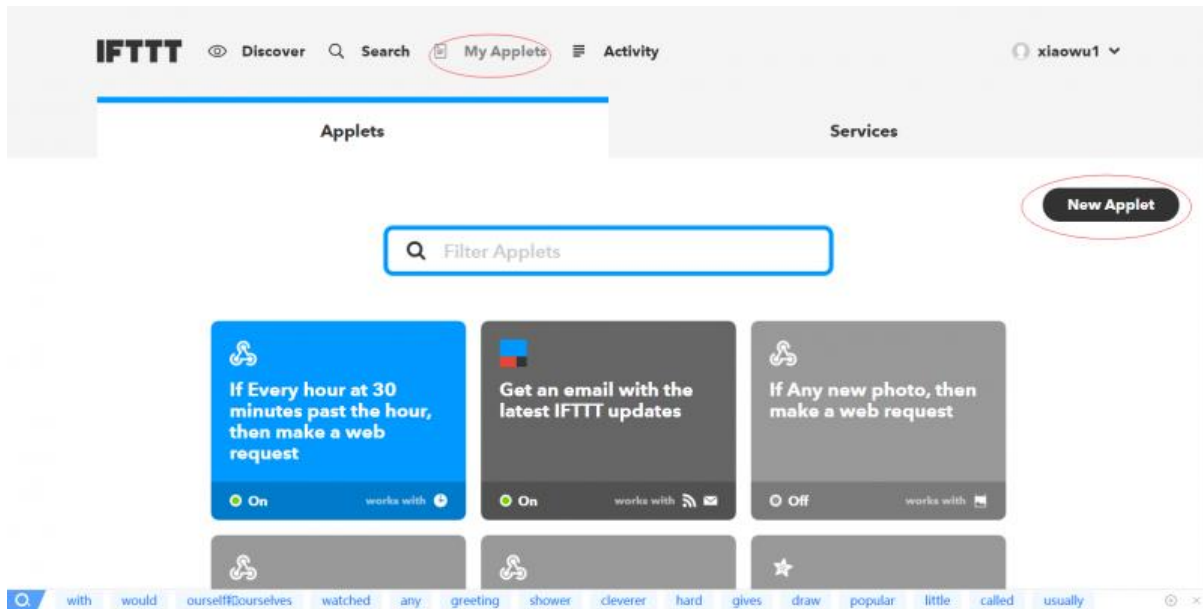 IFTTT Discover Search My Applets Activity xiaowu1
Applets Services
New Applet
Filter Applets
If Every hour at 30
minutes past the hour,
then make a web
request
On works with
Get an email with the
latest IFTTT updates
On works with
If Any new photo, then
make a web request
Off works with
with would watched any greeting shower cleverer hard gives draw popular little called usually